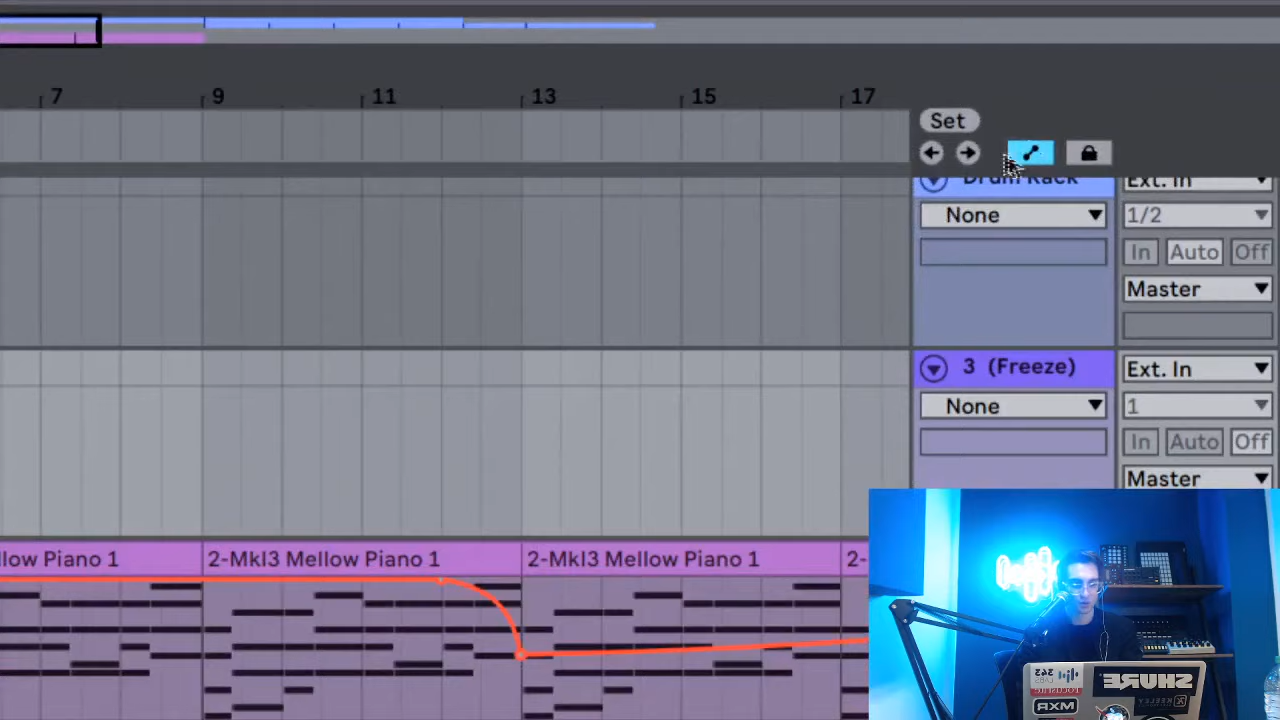 7 9 11 13 15 17
Set
Drum Rack Ext. In
None 1/2
In Auto Off
Master
3 (Freeze) Ext. In
None 1
In Auto Off
Master
llow Piano 1 2-MkI3 Mellow Piano 1 2-MkI3 Mellow Piano 1 2-
SHURE
MXR